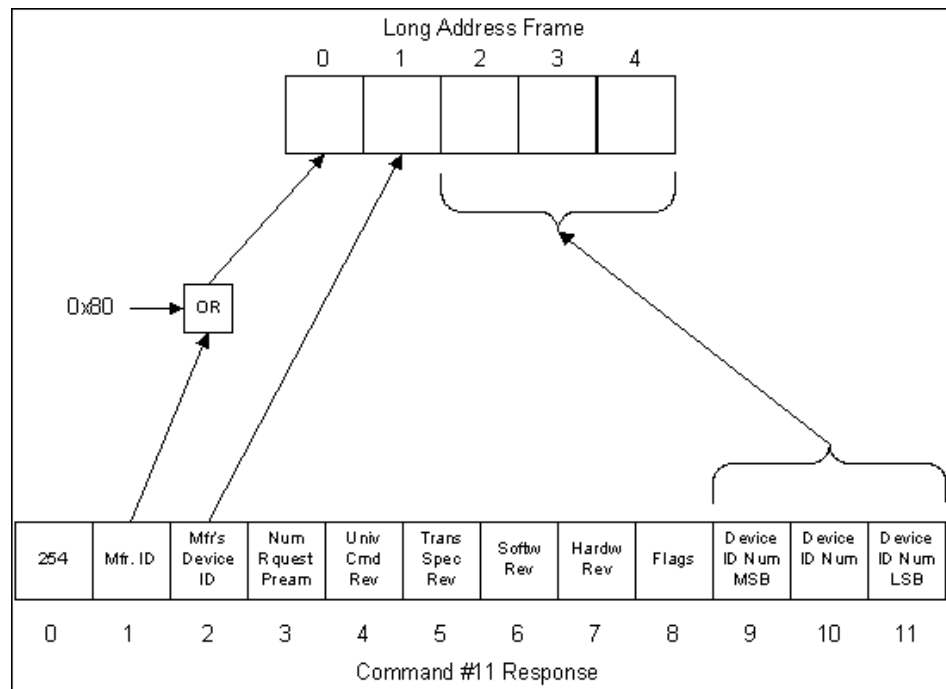 Long Address Frame
0 1 2 3 4
0x80
OR
254
Mfr. ID
Mfr's
Device
ID
Num
Rquest
Pream
Univ
Cmd
Rev
Trans
Spec
Rev
Softw
Rev
Hardw
Rev
Flags
Device
ID Num
MSB
Device
ID Num
Device
ID Num
LSB
0 1 2 3 4 5 6 7 8 9 10 11
Command #11 Response